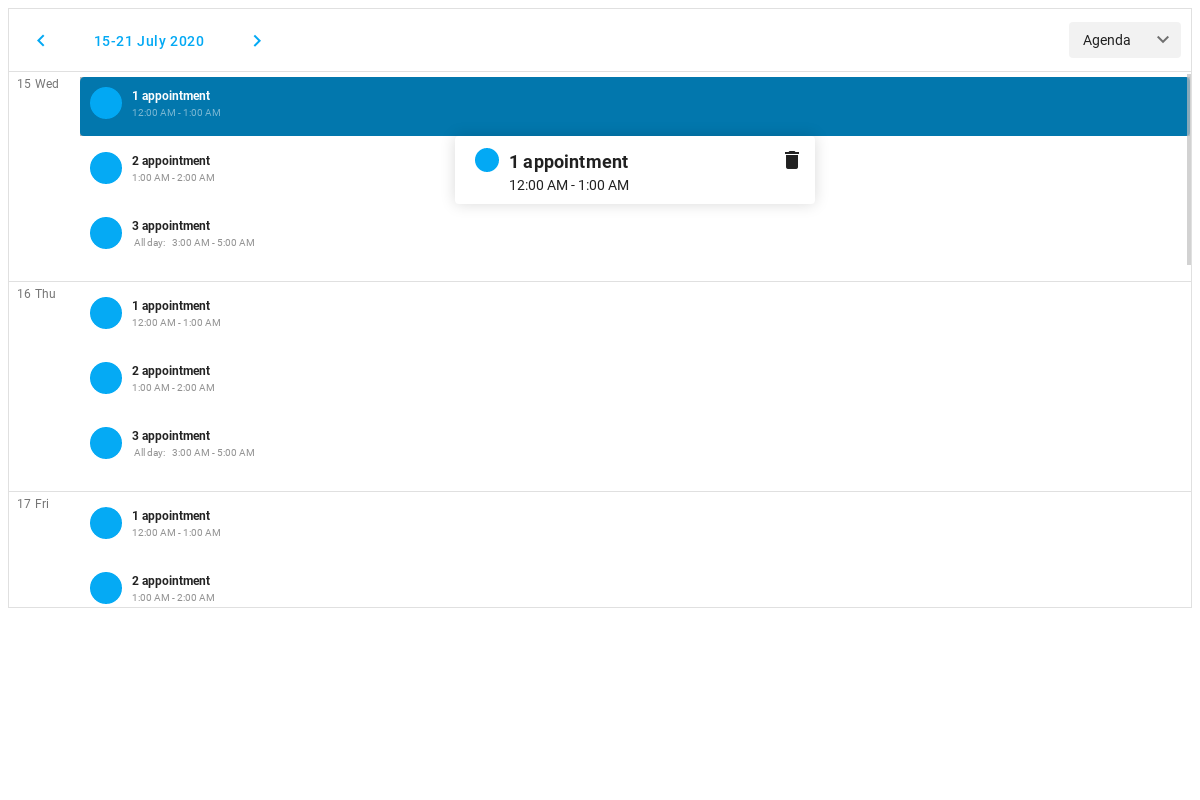 15-21 July 2020
Agenda
15 Wed
1 appointment
12:00 AM - 1:00 AM
2 appointment
1:00 AM - 2:00 AM
1 appointment
12:00 AM - 1:00 AM
3 appointment
All day: 3:00 AM - 5:00 AM
16 Thu
1 appointment
12:00 AM - 1:00 AM
2 appointment
1:00 AM - 2:00 AM
3 appointment
All day: 3:00 AM - 5:00 AM
17 Fri
1 appointment
12:00 AM - 1:00 AM
2 appointment
1:00 AM - 2:00 AM